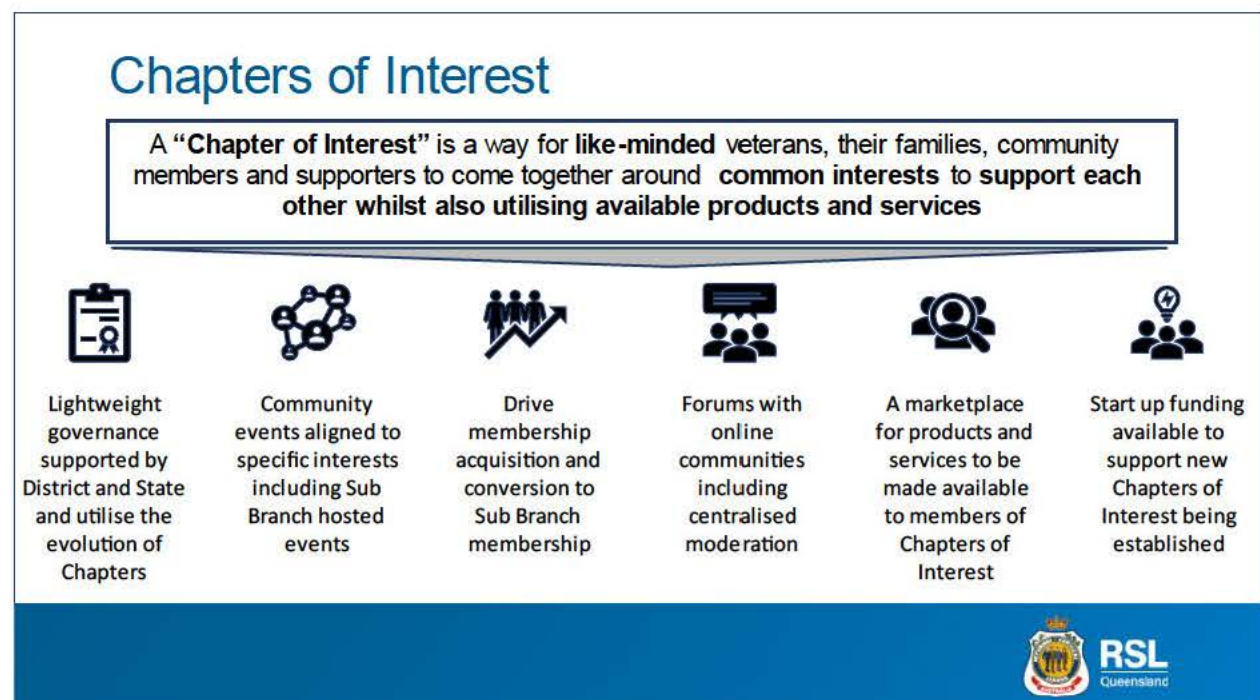 Chapters of Interest
A “Chapter of Interest” is a way for like-minded veterans, their families, community
members and supporters to come together around common interests to support each
other whilst also utilising available products and services
Lightweight
governance
supported by
District and State
and utilise the
evolution of
Chapters
Community
events aligned to
specific interests
including Sub
Branch hosted
events
Drive
membership
acquisition and
conversion to
Sub Branch
membership
Forums with
online
communities
including
centralised
moderation
A marketplace
for products and
services to be
made available
to members of
Chapters of
Interest
Start up funding
available to
support new
Chapters of
Interest being
established
AUSTRALIA
RSL
Queensland